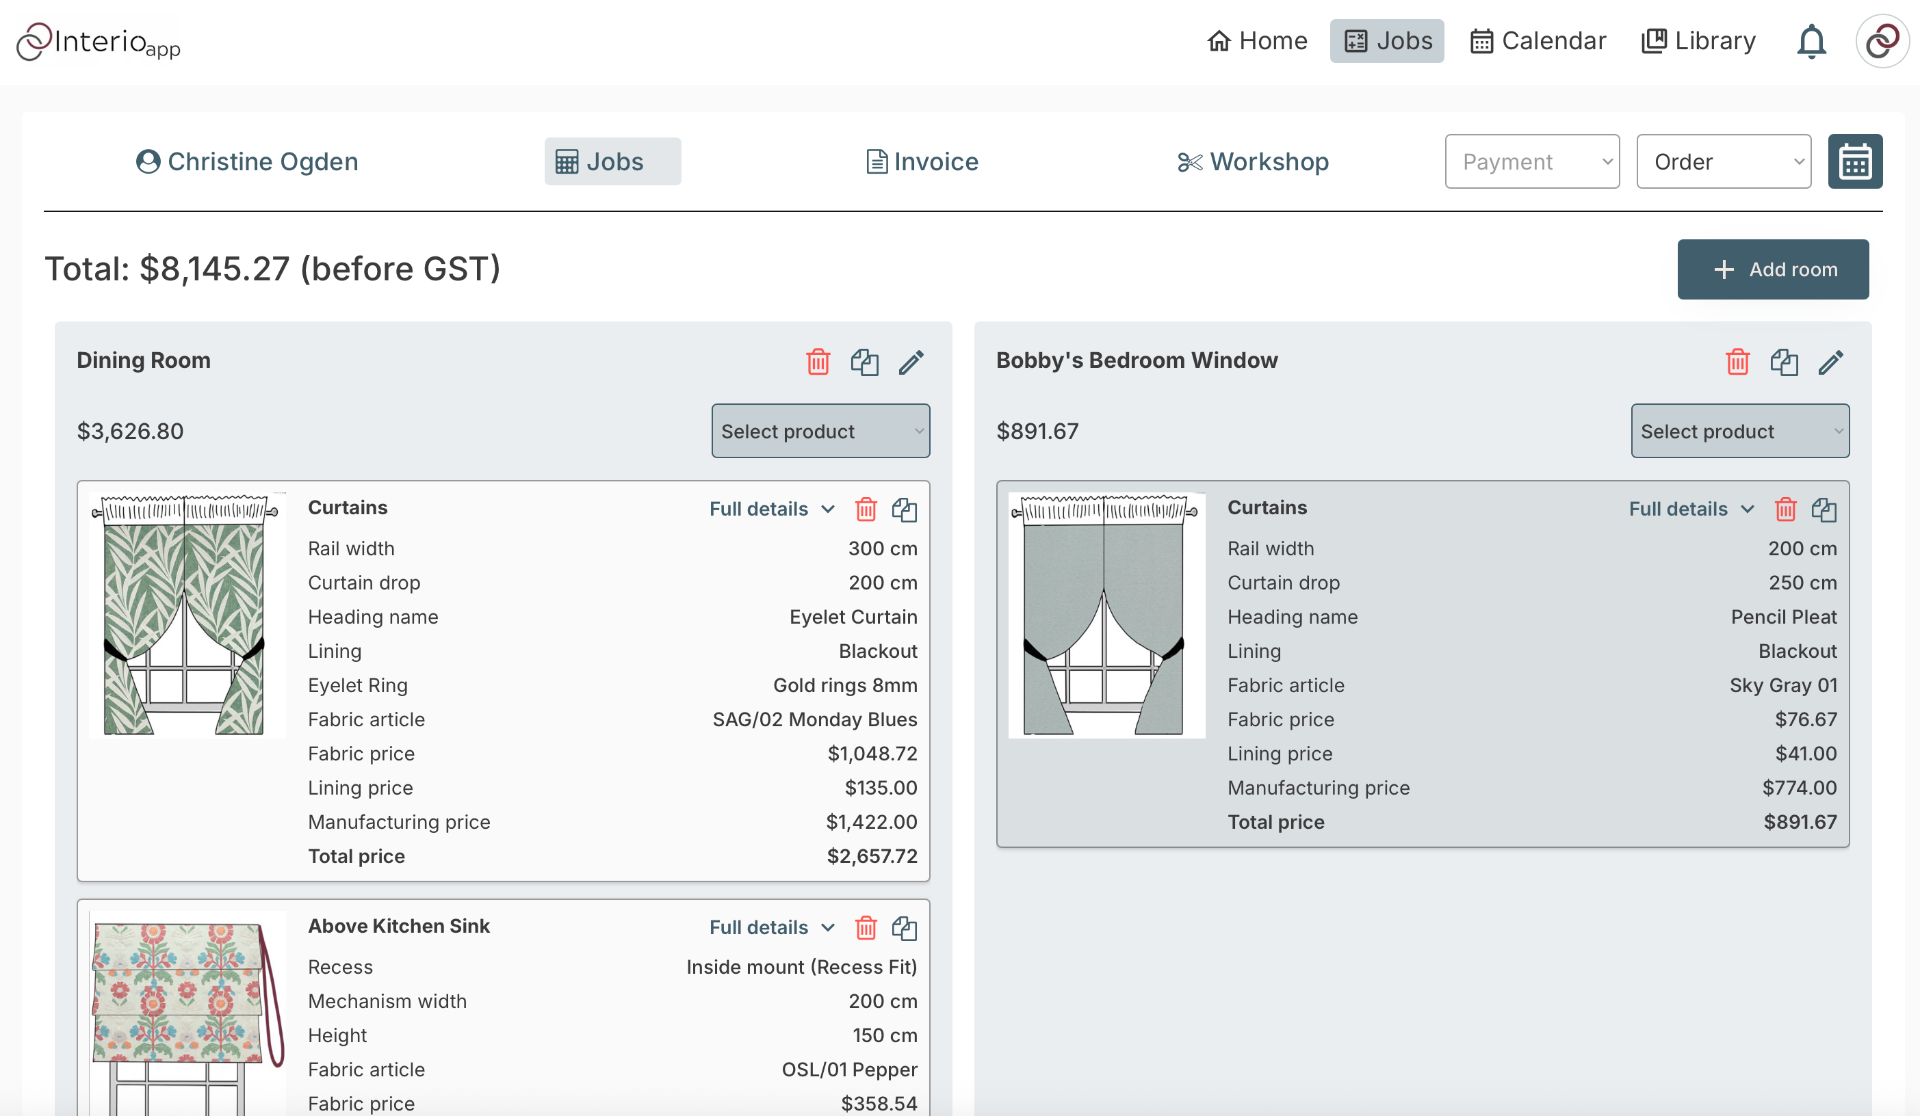 Interioapp
Home
Jobs
Calendar
Library
Christine Ogden
Jobs
Invoice
Workshop
Payment
Order
Total: $8,145.27 (before GST)
Add room
Dining Room
$3,626.80
Select product
Curtains
Full details
Rail width 300 cm
Curtain drop 200 cm
Heading name Eyelet Curtain
Lining Blackout
Eyelet Ring Gold rings 8mm
Fabric article SAG/02 Monday Blues
Fabric price $1,048.72
Lining price $135.00
Manufacturing price $1,422.00
Total price $2,657.72
Above Kitchen Sink
Full details
Recess Inside mount (Recess Fit)
Mechanism width 200 cm
Height 150 cm
Fabric article OSL/01 Pepper
Fabric price $358.54
Bobby's Bedroom Window
$891.67
Select product
Curtains
Full details
Rail width 200 cm
Curtain drop 250 cm
Heading name Pencil Pleat
Lining Blackout
Fabric article Sky Gray 01
Fabric price $76.67
Lining price $41.00
Manufacturing price $774.00
Total price $891.67